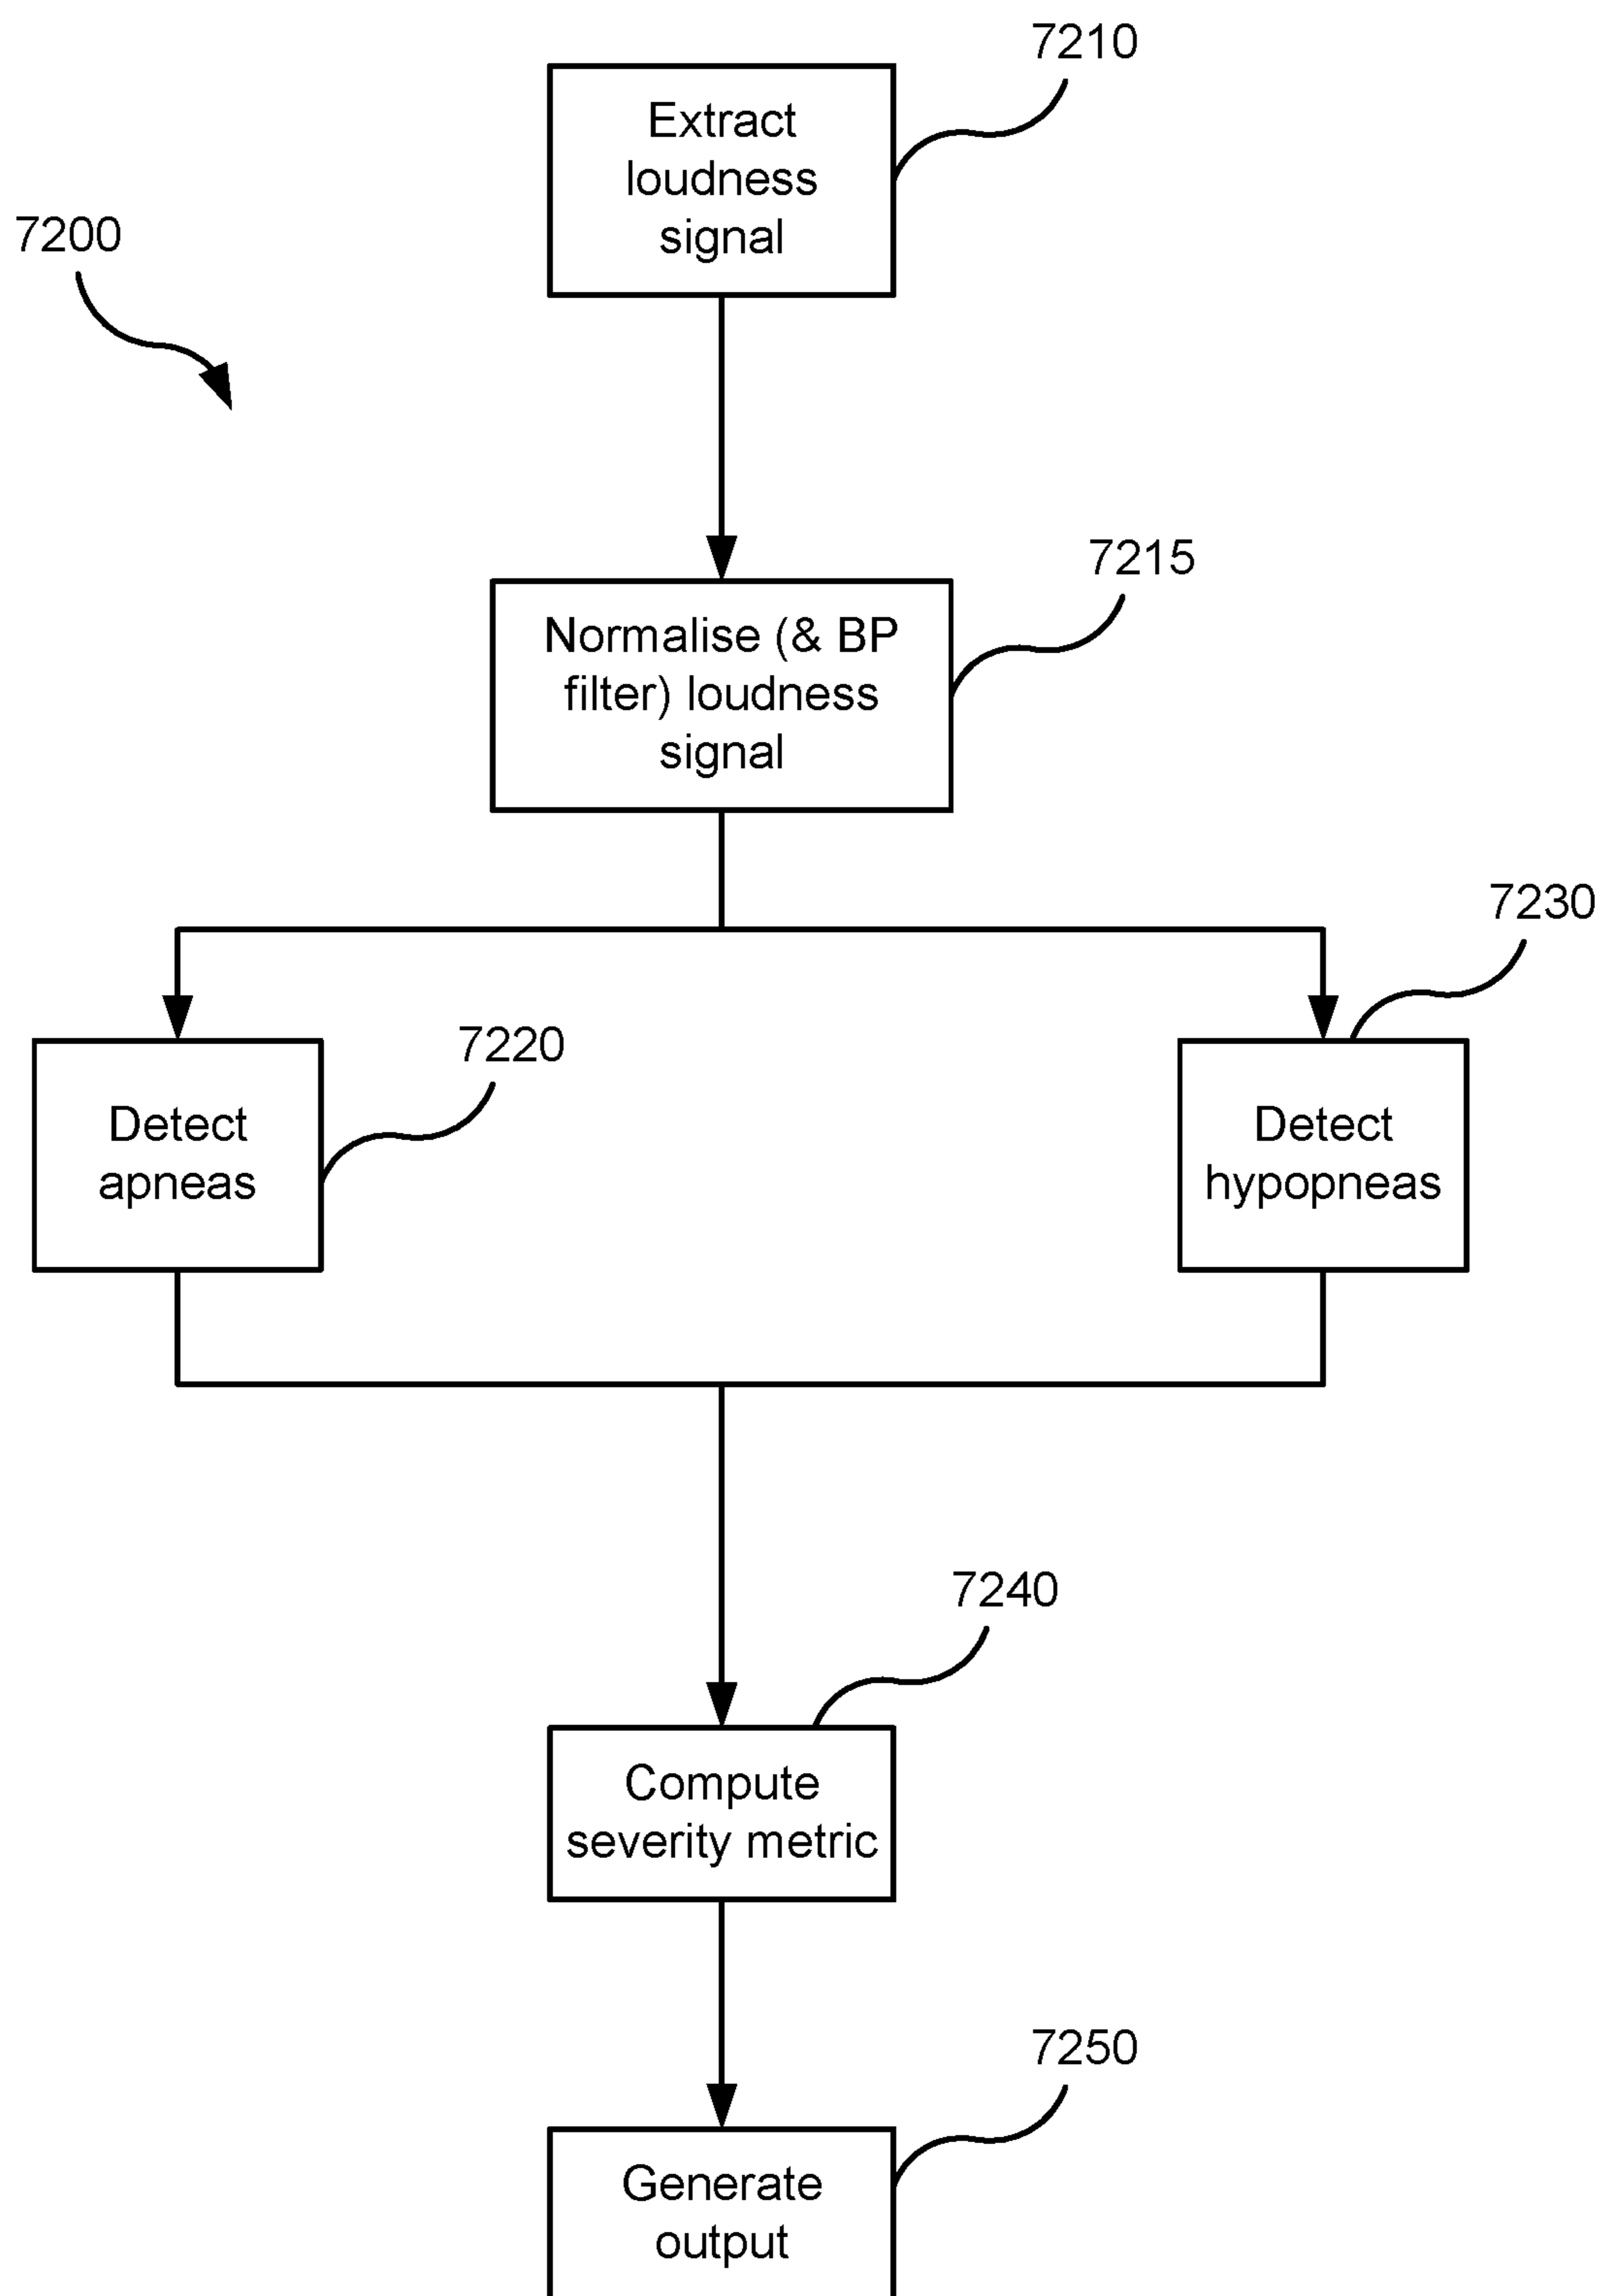 7210
Extract
loudness
signal
7200
7215
Normalise (& BP
filter) loudness
signal
7230
7220
Detect
apneas
Detect
hypopneas
7240
Compute
severity metric
7250
Generate
output